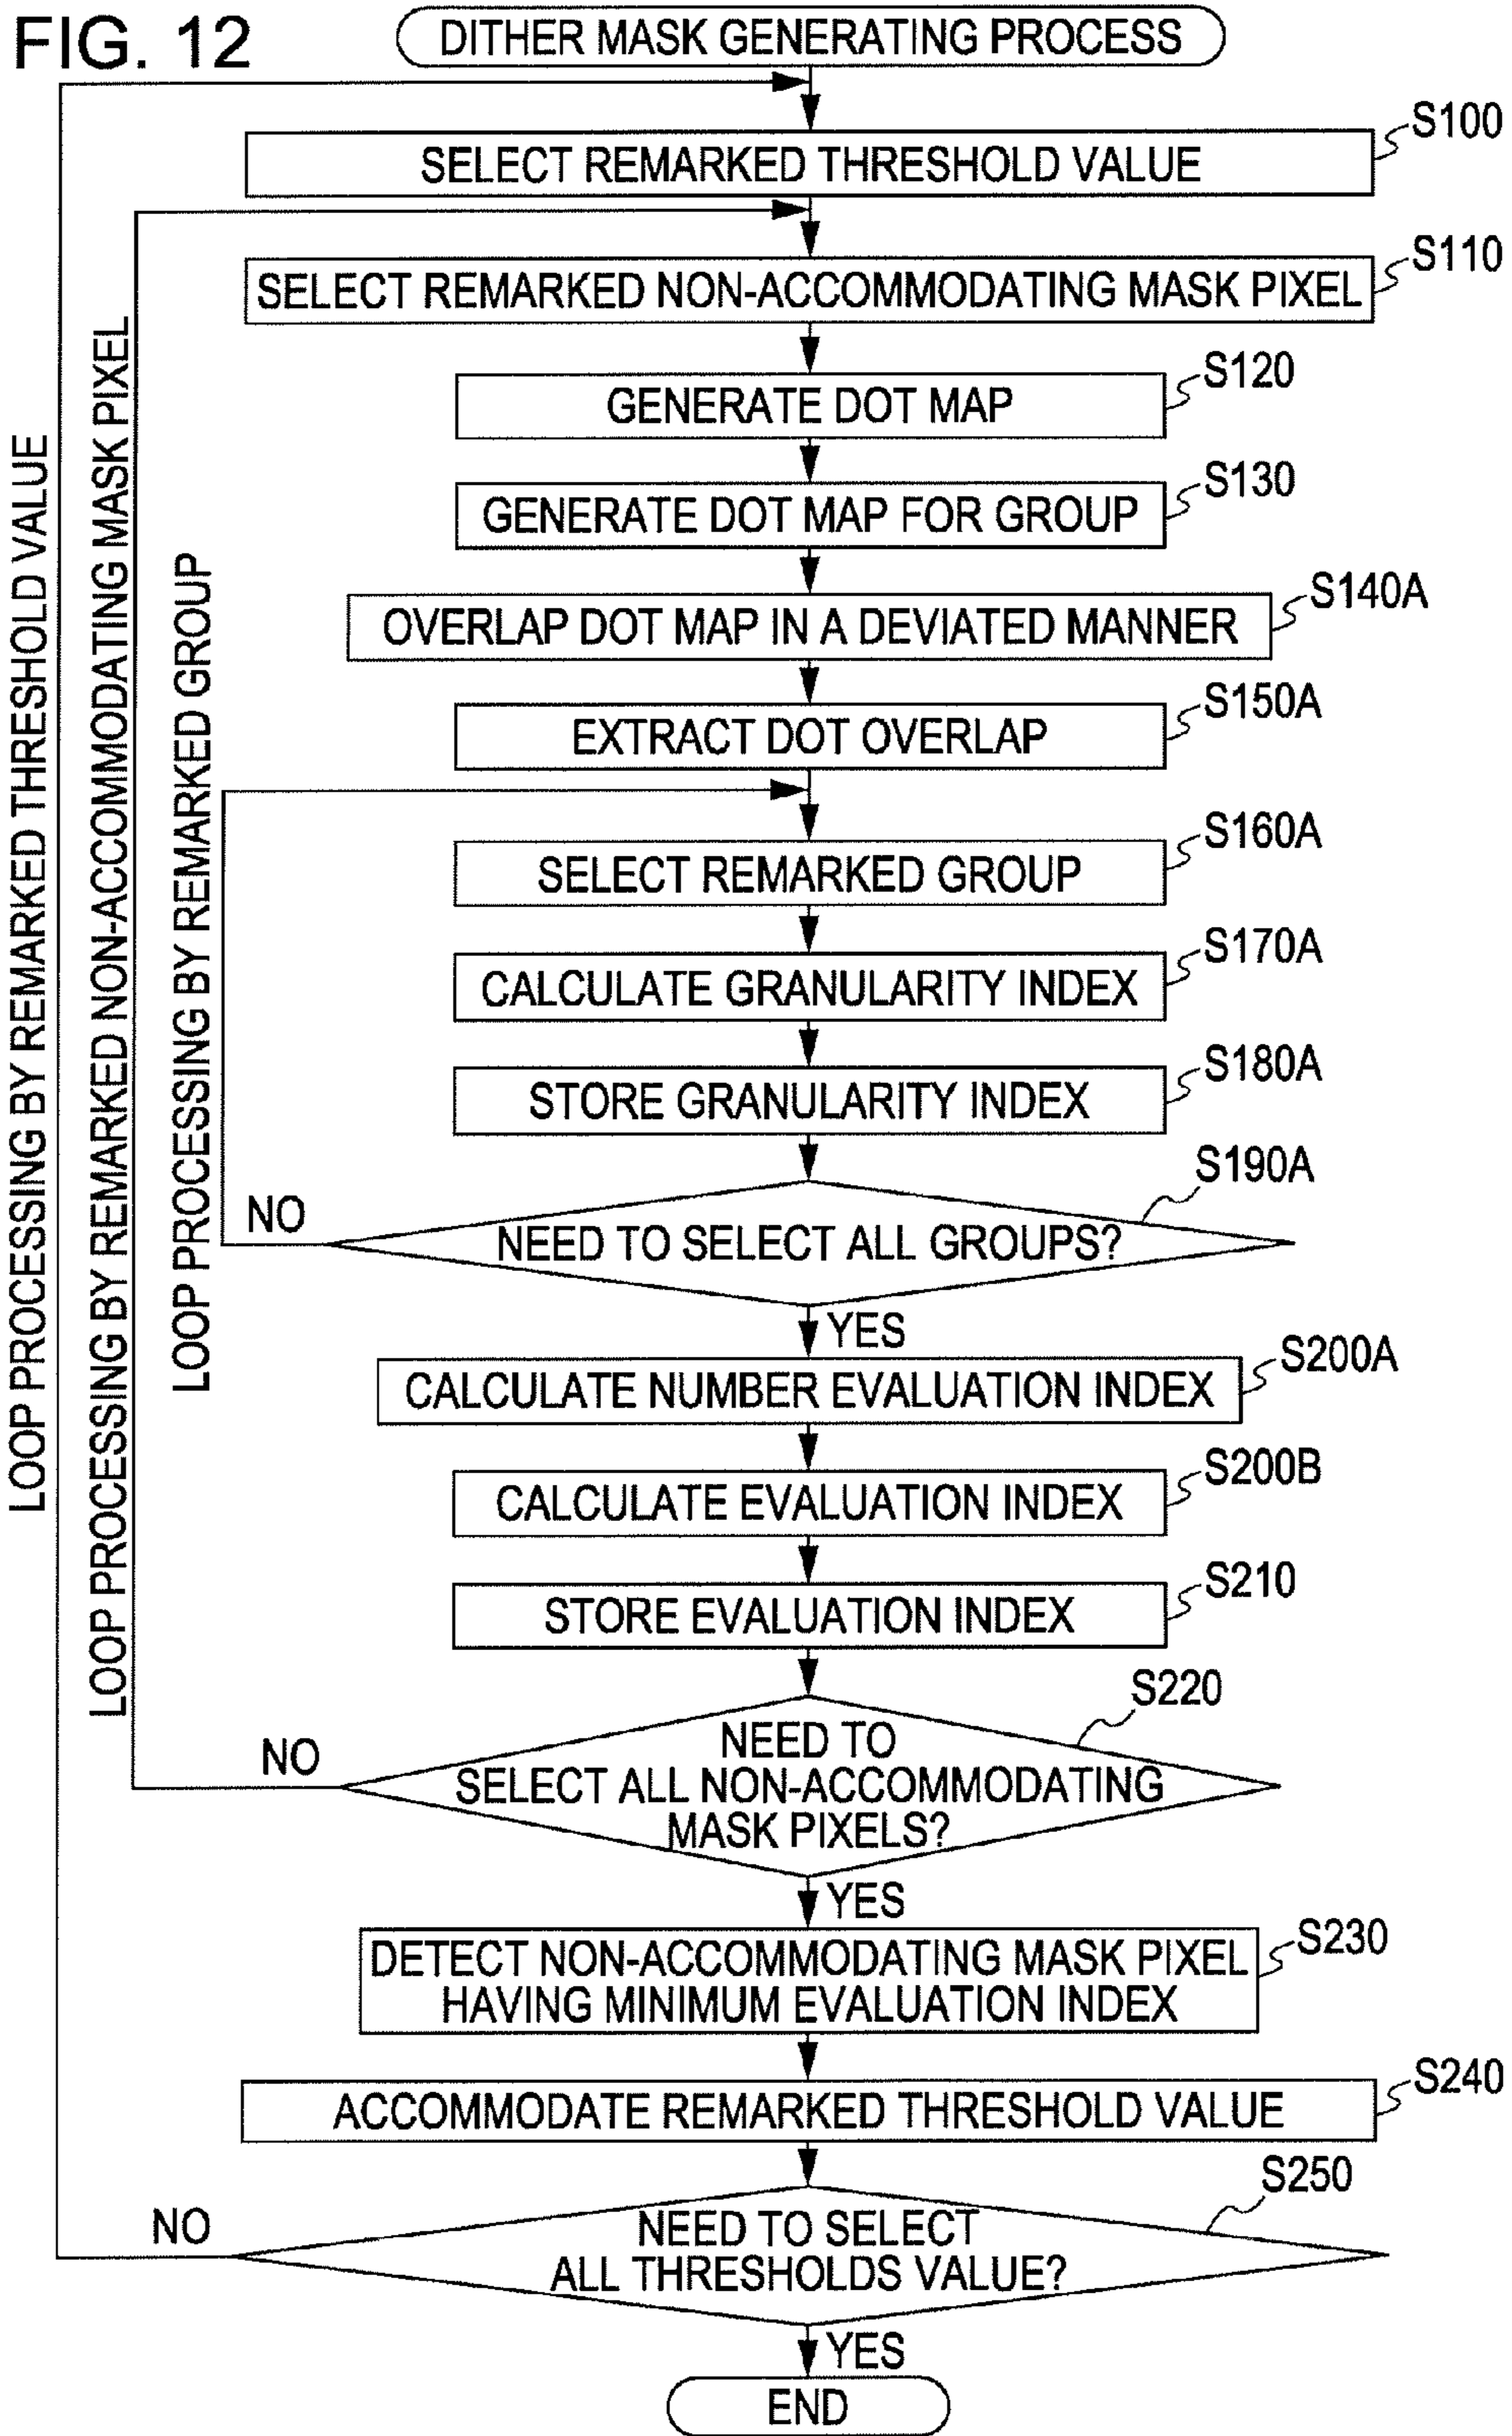 FIG. 12
DITHER MASK GENERATING PROCESS
S100
SELECT REMARKED THRESHOLD VALUE
S110
SELECT REMARKED NON-ACCOMMODATING MASK PIXEL
S120
GENERATE DOT MAP
S130
GENERATE DOT MAP FOR GROUP
S140A
OVERLAP DOT MAP IN A DEVIATED MANNER
S150A
EXTRACT DOT OVERLAP
S160A
SELECT REMARKED GROUP
S170A
CALCULATE GRANULARITY INDEX
S180A
STORE GRANULARITY INDEX
S190A
NO
NEED TO SELECT ALL GROUPS?
YES
S200A
CALCULATE NUMBER EVALUATION INDEX
S200B
CALCULATE EVALUATION INDEX
S210
STORE EVALUATION INDEX
S220
NO
NEED TO
SELECT ALL NON-ACCOMMODATING
MASK PIXELS?
YES
S230
DETECT NON-ACCOMMODATING MASK PIXEL
HAVING MINIMUM EVALUATION INDEX
S240
ACCOMMODATE REMARKED THRESHOLD VALUE
S250
NO
NEED TO SELECT
ALL THRESHOLDS VALUE?
YES
END
LOOP PROCESSING BY REMARKED THRESHOLD VALUE
LOOP PROCESSING BY REMARKED NON-ACCOMMODATING MASK PIXEL
LOOP PROCESSING BY REMARKED GROUP